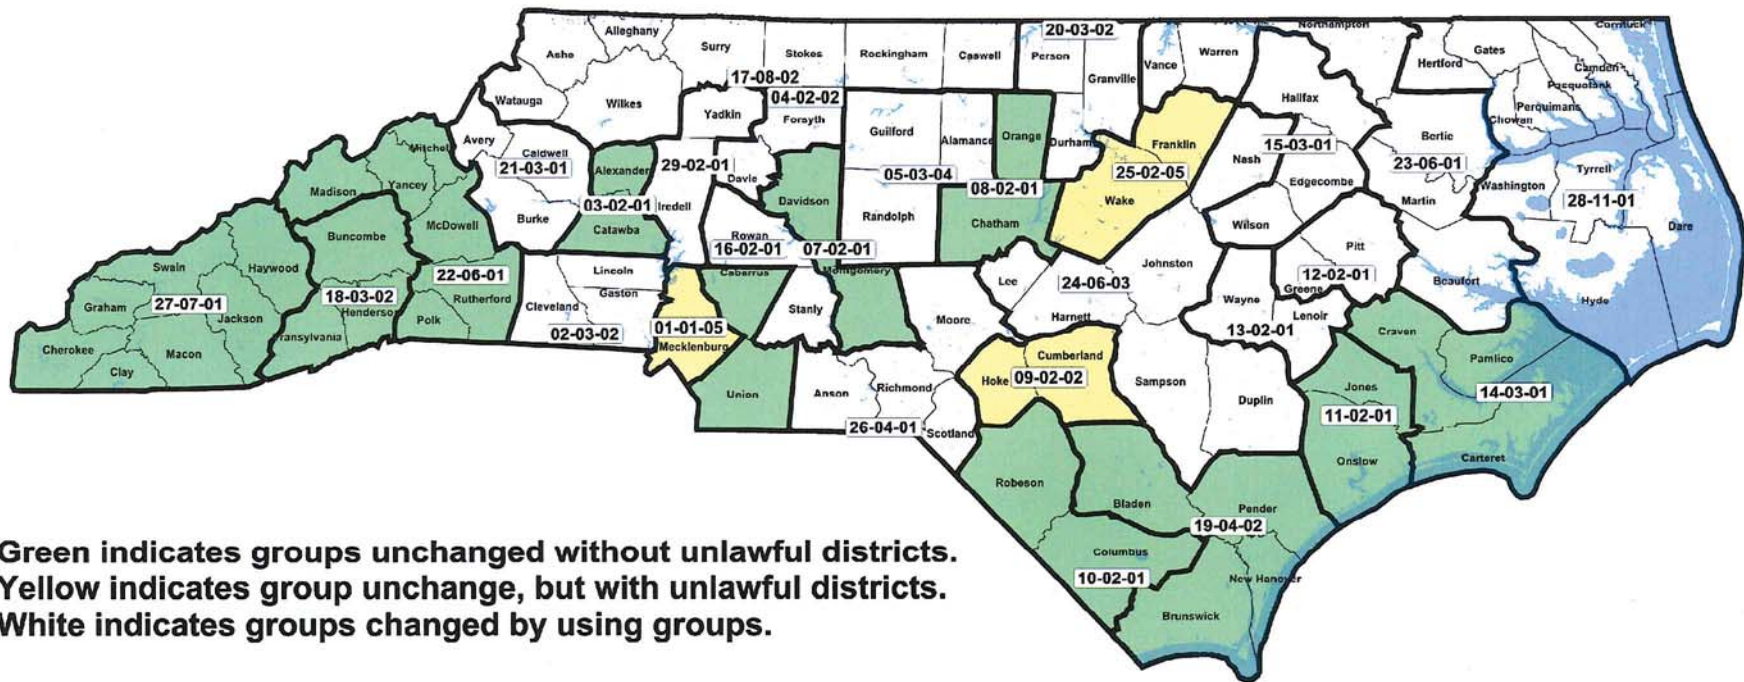 Alleghany
Ashe
Surry
Stokes
Rockingham
Caswell
Person
20-03-02
Granville
Vance
Warren
Northampton
Hertford
Gates
Currituck
Camden
Pacquotank
Perquimans
Chowan
Watauga
Wilkes
17-08-02
Yadkin
04-02-02
Forsyth
Guilford
Alamance
Orange
Durham
Franklin
Halifax
Nash
15-03-01
Edgecombe
Bertie
23-06-01
Martin
Washington
Tyrrell
28-11-01
Dare
Avery
Mitchel
Caldwell
21-03-01
Alexander
29-02-01
Davie
Davidson
05-03-04
08-02-01
25-02-05
Wake
Madison
Yancey
McDowell
Burke
03-02-01
Iredell
Catawba
Rowan
16-02-01
07-02-01
Randolph
Chatham
Wilson
Pitt
Buncombe
Swain
Haywood
22-06-01
Rutherford
Lincoln
Gaston
Cleveland
02-03-02
Cabarrus
Montgomery
Stanly
Moore
Lee
24-06-03
Harnett
Johnston
Wayne
Greene
12-02-01
Lenoir
13-02-01
Beaufort
Hyde
Graham
27-07-01
Jackson
18-03-02
Henderson
Transylvania
Polk
Cherokee
Macon
Clay
01-01-05
Mecklenburg
Union
Anson
Richmond
26-04-01
Scotland
Hoke
Cumberland
09-02-02
Sampson
Duplin
Craven
Pamlico
Jones
11-02-01
14-03-01
Onslow
Carteret
Robeson
Bladen
Pender
19-04-02
Columbus
10-02-01
New Hanover
Brunswick
Green indicates groups unchanged without unlawful districts.
Yellow indicates group unchange, but with unlawful districts.
White indicates groups changed by using groups.